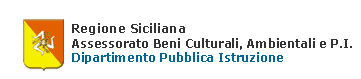 Regione Siciliana
Assessorato Beni Culturali, Ambientali e P.I.
Dipartimento Pubblica Istruzione